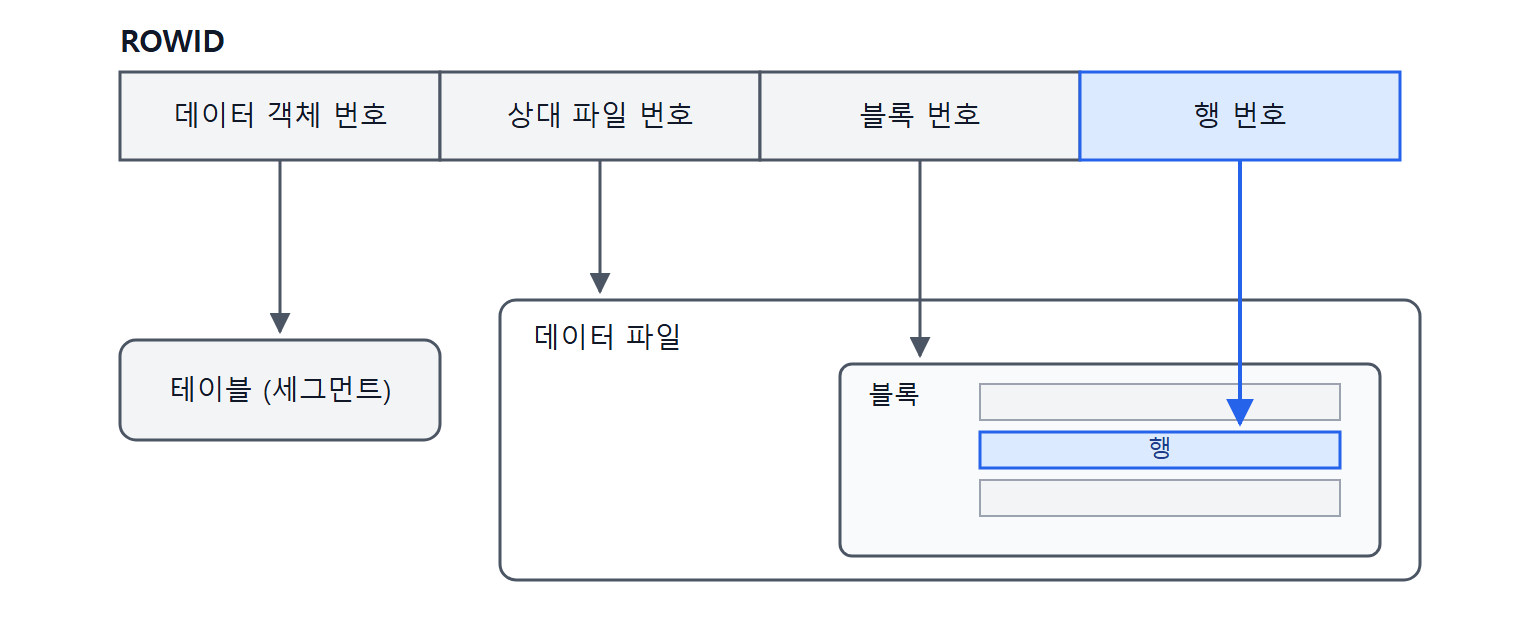 ROWID
데이터 객체 번호
상대 파일 번호
블록 번호
행 번호
데이터 파일
테이블 (세그먼트)
블록
행